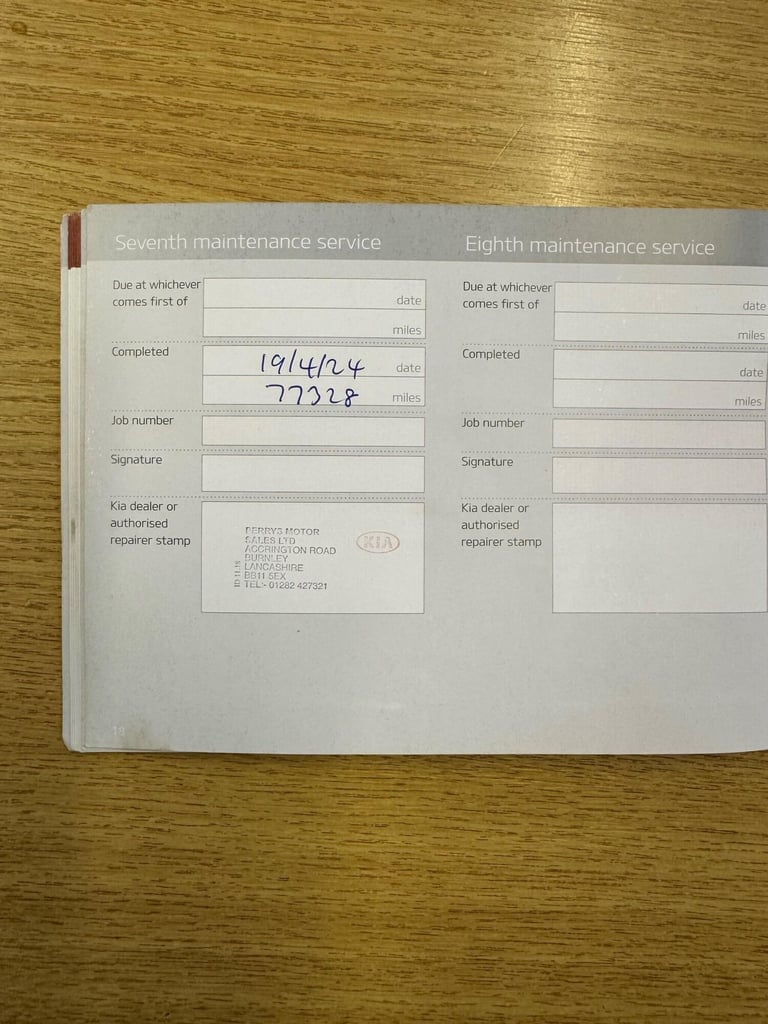 Seventh maintenance service
Due at whichever
comes first of
date
miles
Completed
19/4/24 date
77328 miles
Job number
Signature
Kia dealer or
authorised
repairer stamp
PERRYS MOTOR
SALES LTD
ACCRINGTON ROAD
BURNLEY
LANCASHIRE
BB11 5EX
TEL:- 01282 427321
KIA
18
Eighth maintenance service
Due at whichever
comes first of
date
miles
Completed
date
miles
Job number
Signature
Kia dealer or
authorised
repairer stamp